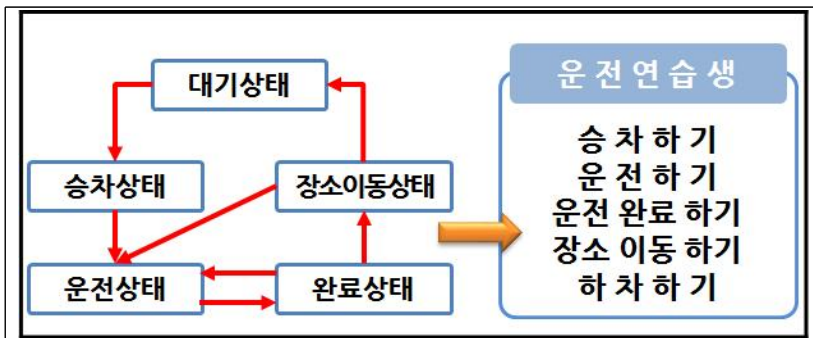 대기상태
승차상태
장소이동상태
운전상태
완료상태
운 전 연 습 생
승 차 하 기
운 전 하 기
운전 완료 하기
장소 이동 하기
하 차 하 기